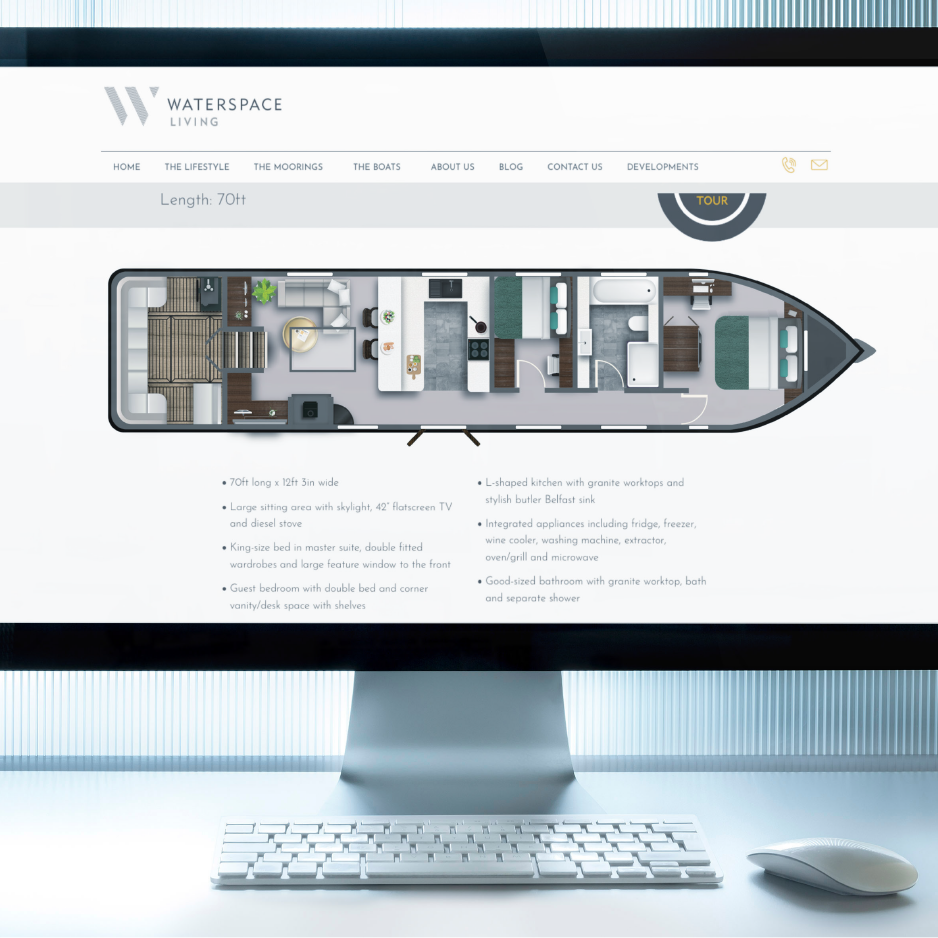 WATERSPACE
LIVING
HOME THE LIFESTYLE THE MOORINGS THE BOATS ABOUT US BLOG CONTACT US DEVELOPMENTS
Length: 70ft
TOUR
• 70ft long x 12ft 3in wide
• Large sitting area with skylight, 42" flatscreen TV
and diesel stove
• King-size bed in master suite, double fitted
wardrobes and large feature window to the front
• Guest bedroom with double bed and corner
vanity/desk space with shelves
• L-shaped kitchen with granite worktops and
stylish butler Belfast sink
• Integrated appliances including fridge, freezer,
wine cooler, washing machine, extractor,
oven/grill and microwave
• Good-sized bathroom with granite worktop, bath
and separate shower